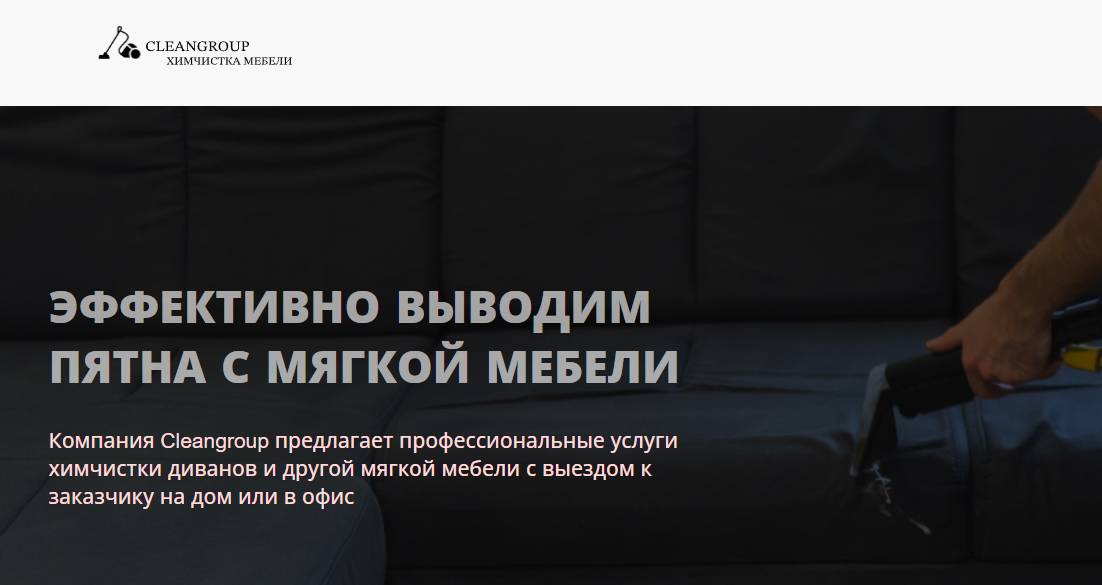 CLEANGROUP
ХИМЧИСТКА МЕБЕЛИ
ЭФФЕКТИВНО ВЫВОДИМ
ПЯТНА С МЯГКОЙ МЕБЕЛИ
Компания Cleangroup предлагает профессиональные услуги
химчистки диванов и другой мягкой мебели с выездом к
заказчику на дом или в офис